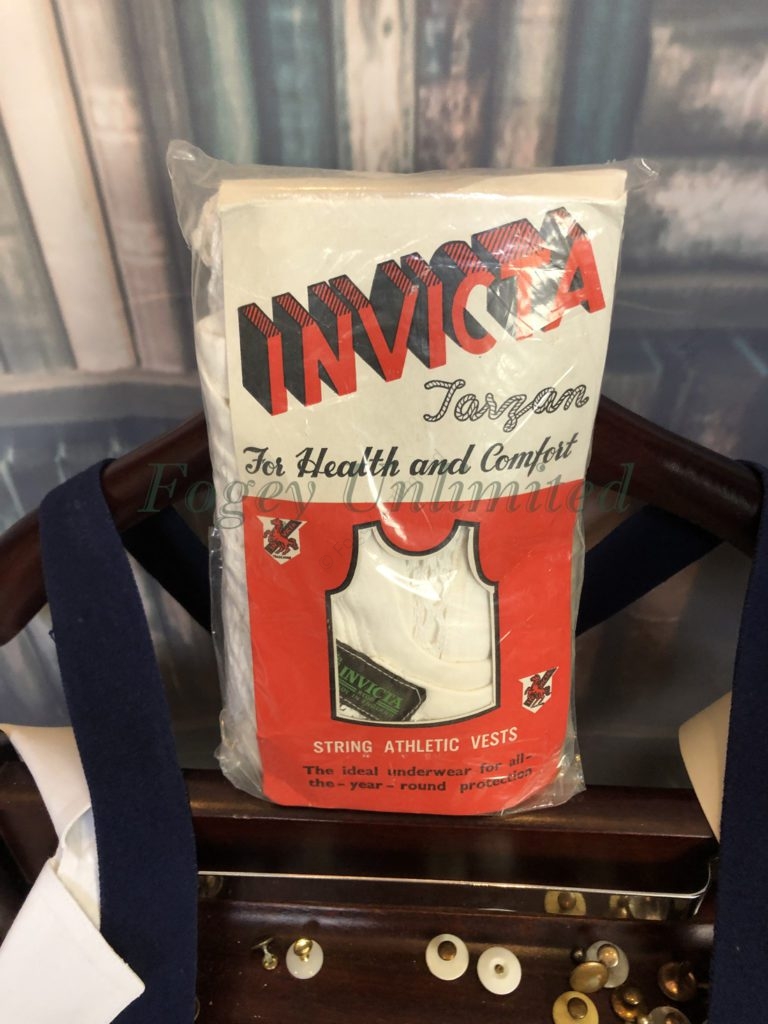 INVICTA
Tarzan
For Health and Comfort
Fogey Unlimited
INVICTA
STRING ATHLETIC VESTS
The ideal underwear for all-
the-year-round protection